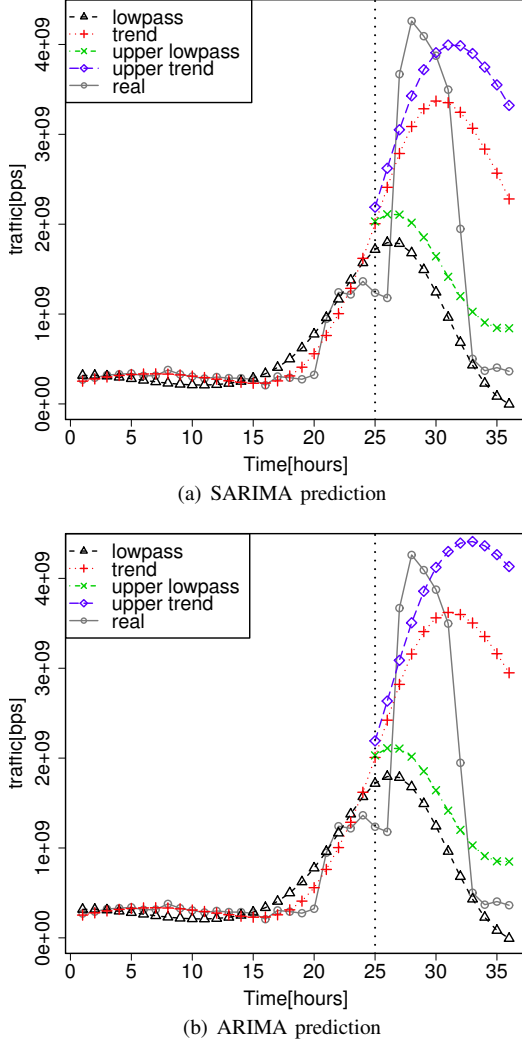 lowpass
trend
upper lowpass
upper trend
real
traffic[bps]
0e+00 1e+09 2e+09 3e+09 4e+09
0 5 10 15 20 25 30 35
Time[hours]
(a) SARIMA prediction
lowpass
trend
upper lowpass
upper trend
real
traffic[bps]
0e+00 1e+09 2e+09 3e+09 4e+09
0 5 10 15 20 25 30 35
Time[hours]
(b) ARIMA prediction